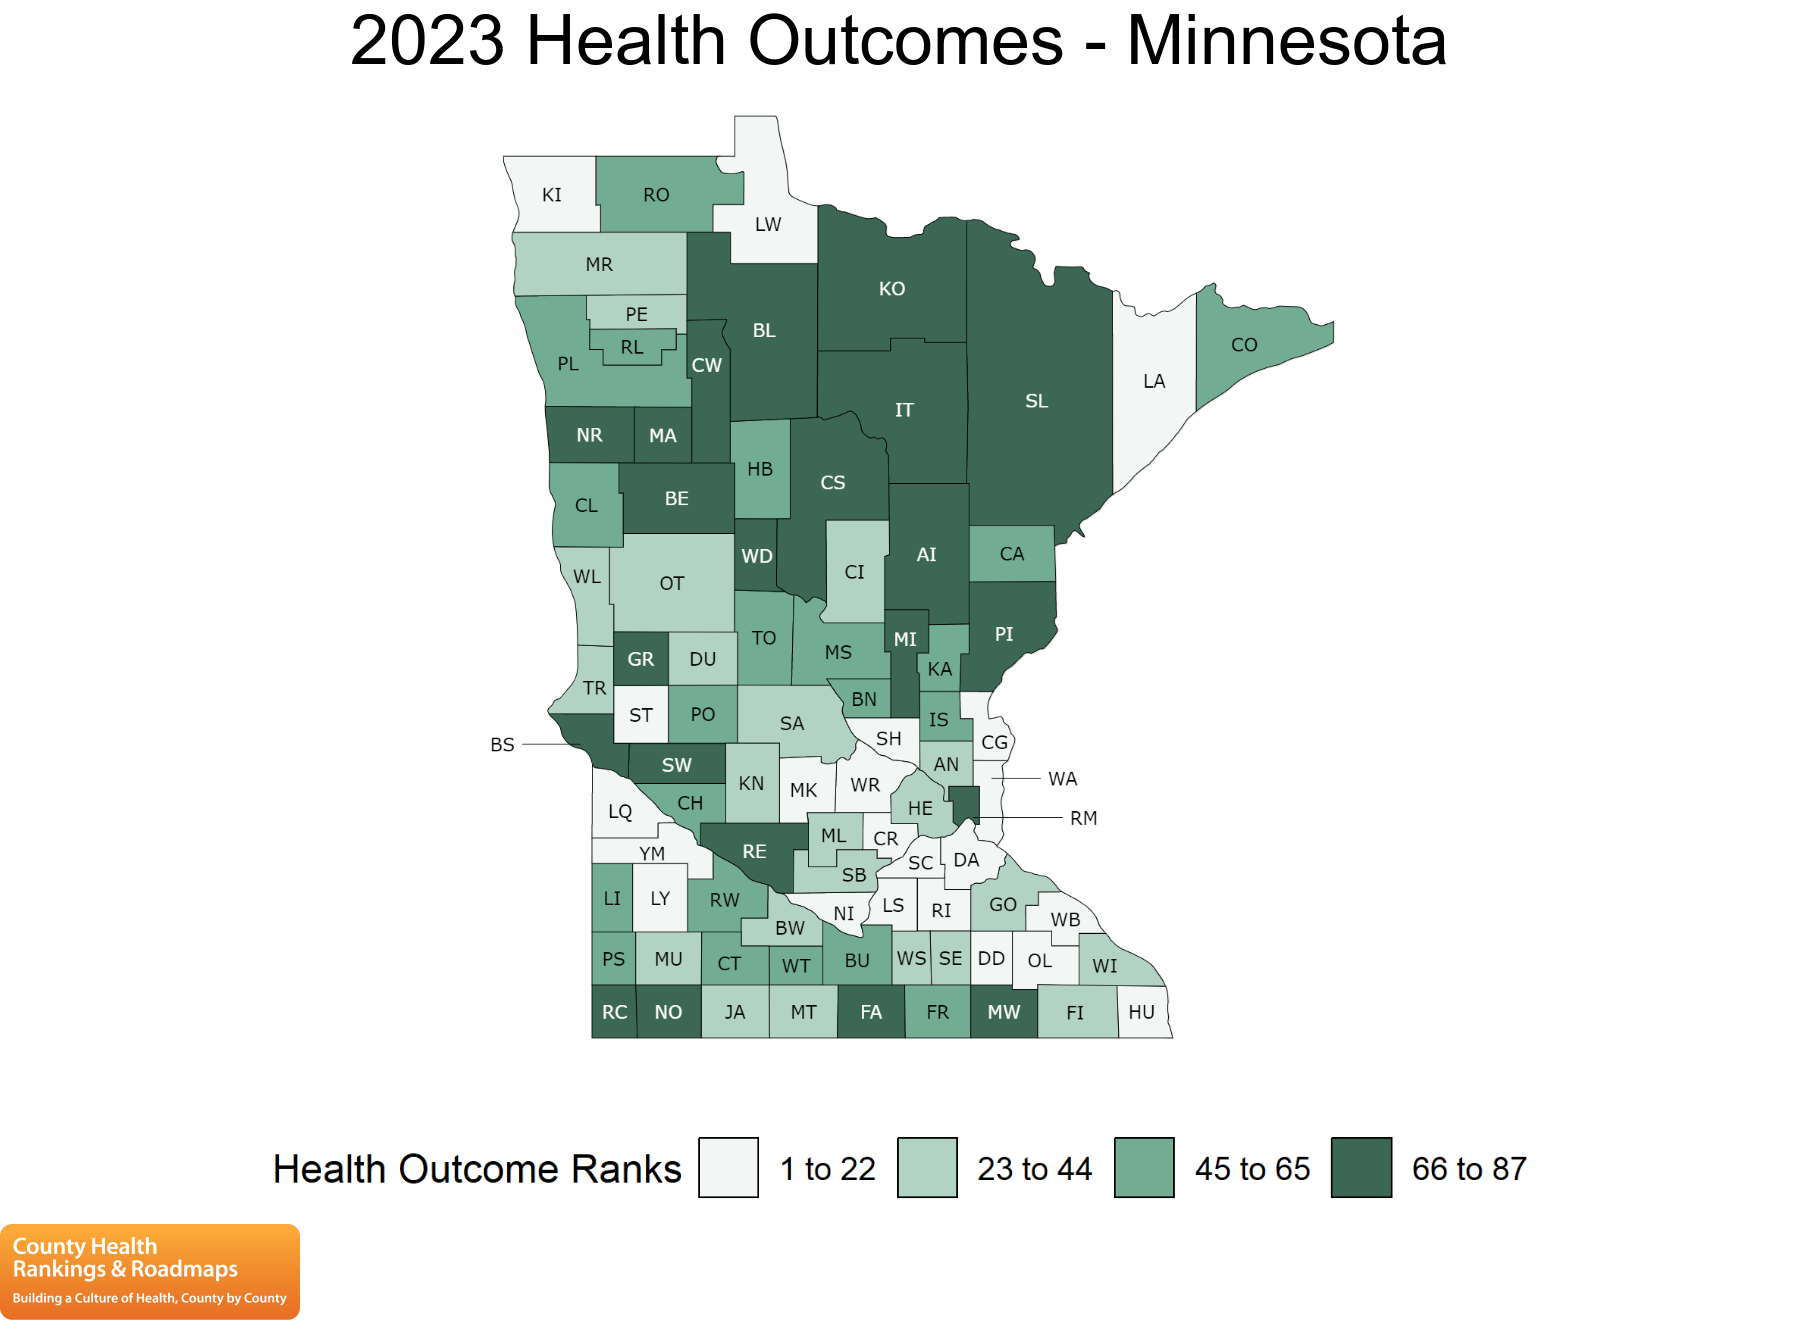 2023 Health Outcomes - Minnesota
KI
RO
LW
MR
KO
PE
BL
RL
CO
PL
CW
LA
SL
IT
NR
MA
HB
CS
BE
CL
WD
AI
CA
CI
WL
OT
TO
MI
PI
MS
GR
DU
KA
TR
BN
ST
PO
IS
SA
SH
CG
BS
SW
AN
WA
KN
WR
MK
CH
HE
LQ
RM
ML
CR
YM
RE
SC
DA
SB
LI
LY
RW
LS
GO
NI
RI
WB
BW
PS
MU
CT
WT
BU
WS
SE
DD
OL
WI
RC
NO
JA
MT
FA
FR
MW
FI
HU
Health Outcome Ranks 1 to 22 23 to 44 45 to 65 66 to 87
County Health
Rankings & Roadmaps
Building a Culture of Health, County by County